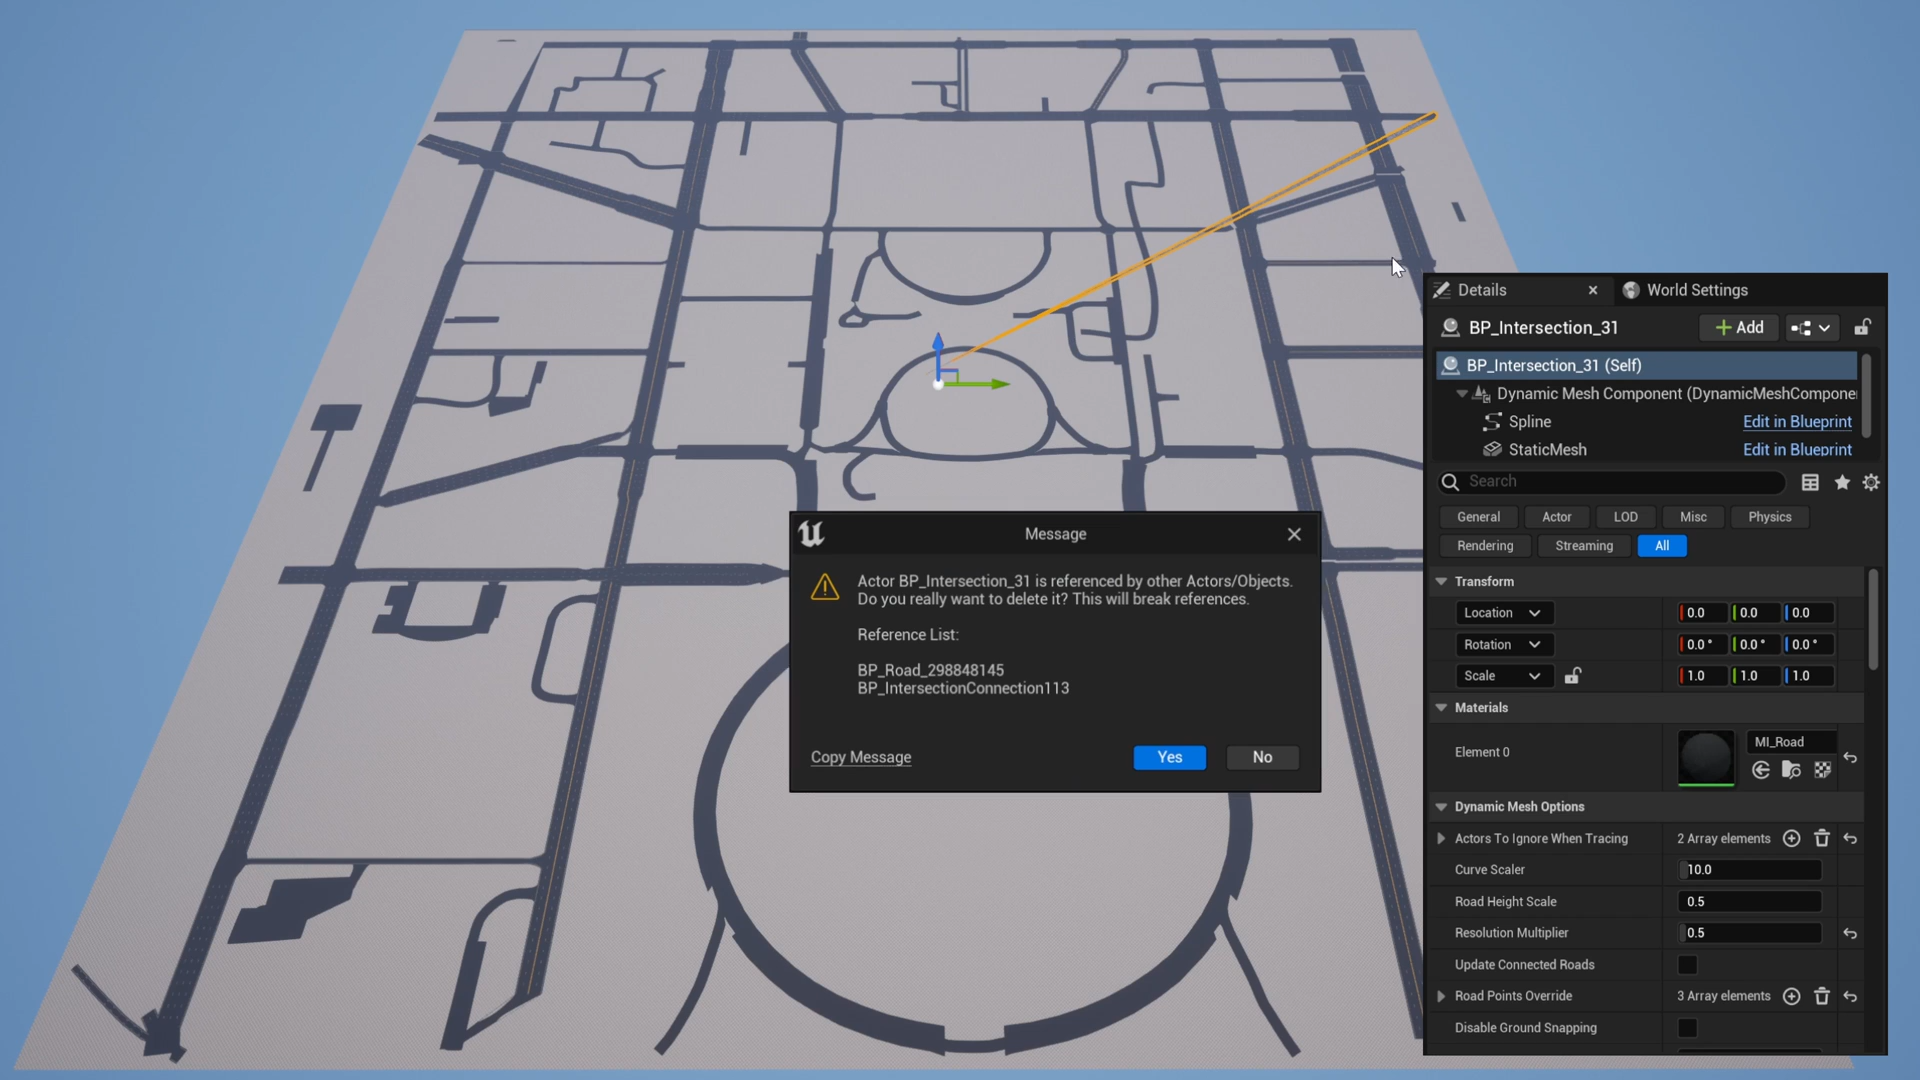 Details
World Settings
BP_Intersection_31
Add
BP_Intersection_31 (Self)
Dynamic Mesh Component (DynamicMeshCompone
Spline
Edit in Blueprint
StaticMesh
Edit in Blueprint
Search
General
Actor
LOD
Misc
Physics
Rendering
Streaming
All
Transform
Location
0.0
0.0
0.0
Rotation
0.0 °
0.0 °
0.0 °
Scale
1.0
1.0
1.0
Materials
Element 0
MI_Road
Dynamic Mesh Options
Actors To Ignore When Tracing
2 Array elements
Curve Scaler
10.0
Road Height Scale
0.5
Resolution Multiplier
0.5
Update Connected Roads
Road Points Override
3 Array elements
Disable Ground Snapping
Message
Actor BP_Intersection_31 is referenced by other Actors/Objects.
Do you really want to delete it? This will break references.
Reference List:
BP_Road_298848145
BP_IntersectionConnection113
Copy Message
Yes
No